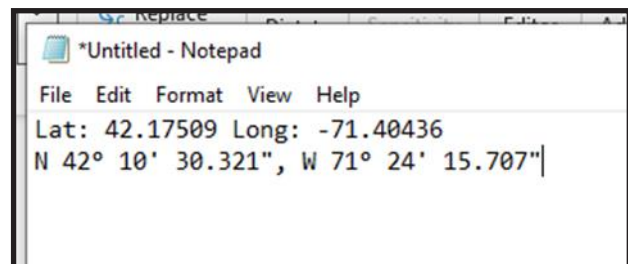 Replace
*Untitled - Notepad
File Edit Format View Help
Lat: 42.17509 Long: -71.40436
N 42° 10' 30.321", W 71° 24' 15.707"